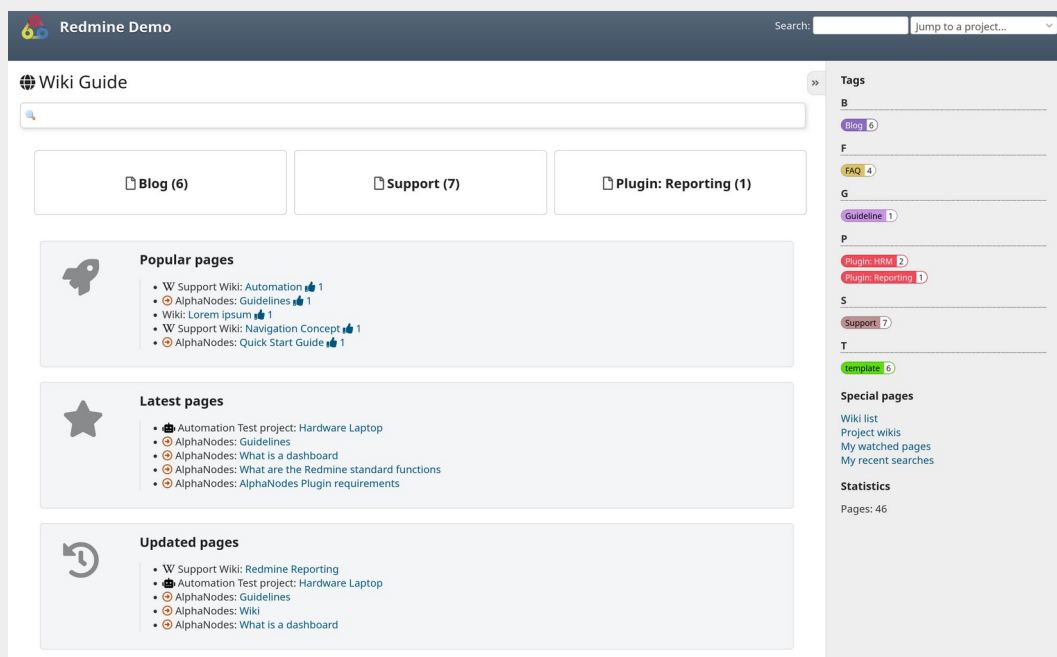 Redmine Demo
Search:
Jump to a project...
Wiki Guide
»
Blog (6)
Support (7)
Plugin: Reporting (1)
Popular pages
Support Wiki: Automation 1
AlphaNodes: Guidelines 1
Wiki: Lorem ipsum 1
Support Wiki: Navigation Concept 1
AlphaNodes: Quick Start Guide 1
Latest pages
Automation Test project: Hardware Laptop
AlphaNodes: Guidelines
AlphaNodes: What is a dashboard
AlphaNodes: What are the Redmine standard functions
AlphaNodes: AlphaNodes Plugin requirements
Updated pages
Support Wiki: Redmine Reporting
Automation Test project: Hardware Laptop
AlphaNodes: Guidelines
AlphaNodes: Wiki
AlphaNodes: What is a dashboard
Tags
B
Blog 6
F
FAQ 4
G
Guideline 1
P
Plugin: HRM 2
Plugin: Reporting 1
S
Support 7
T
template 6
Special pages
Wiki list
Project wikis
My watched pages
My recent searches
Statistics
Pages: 46